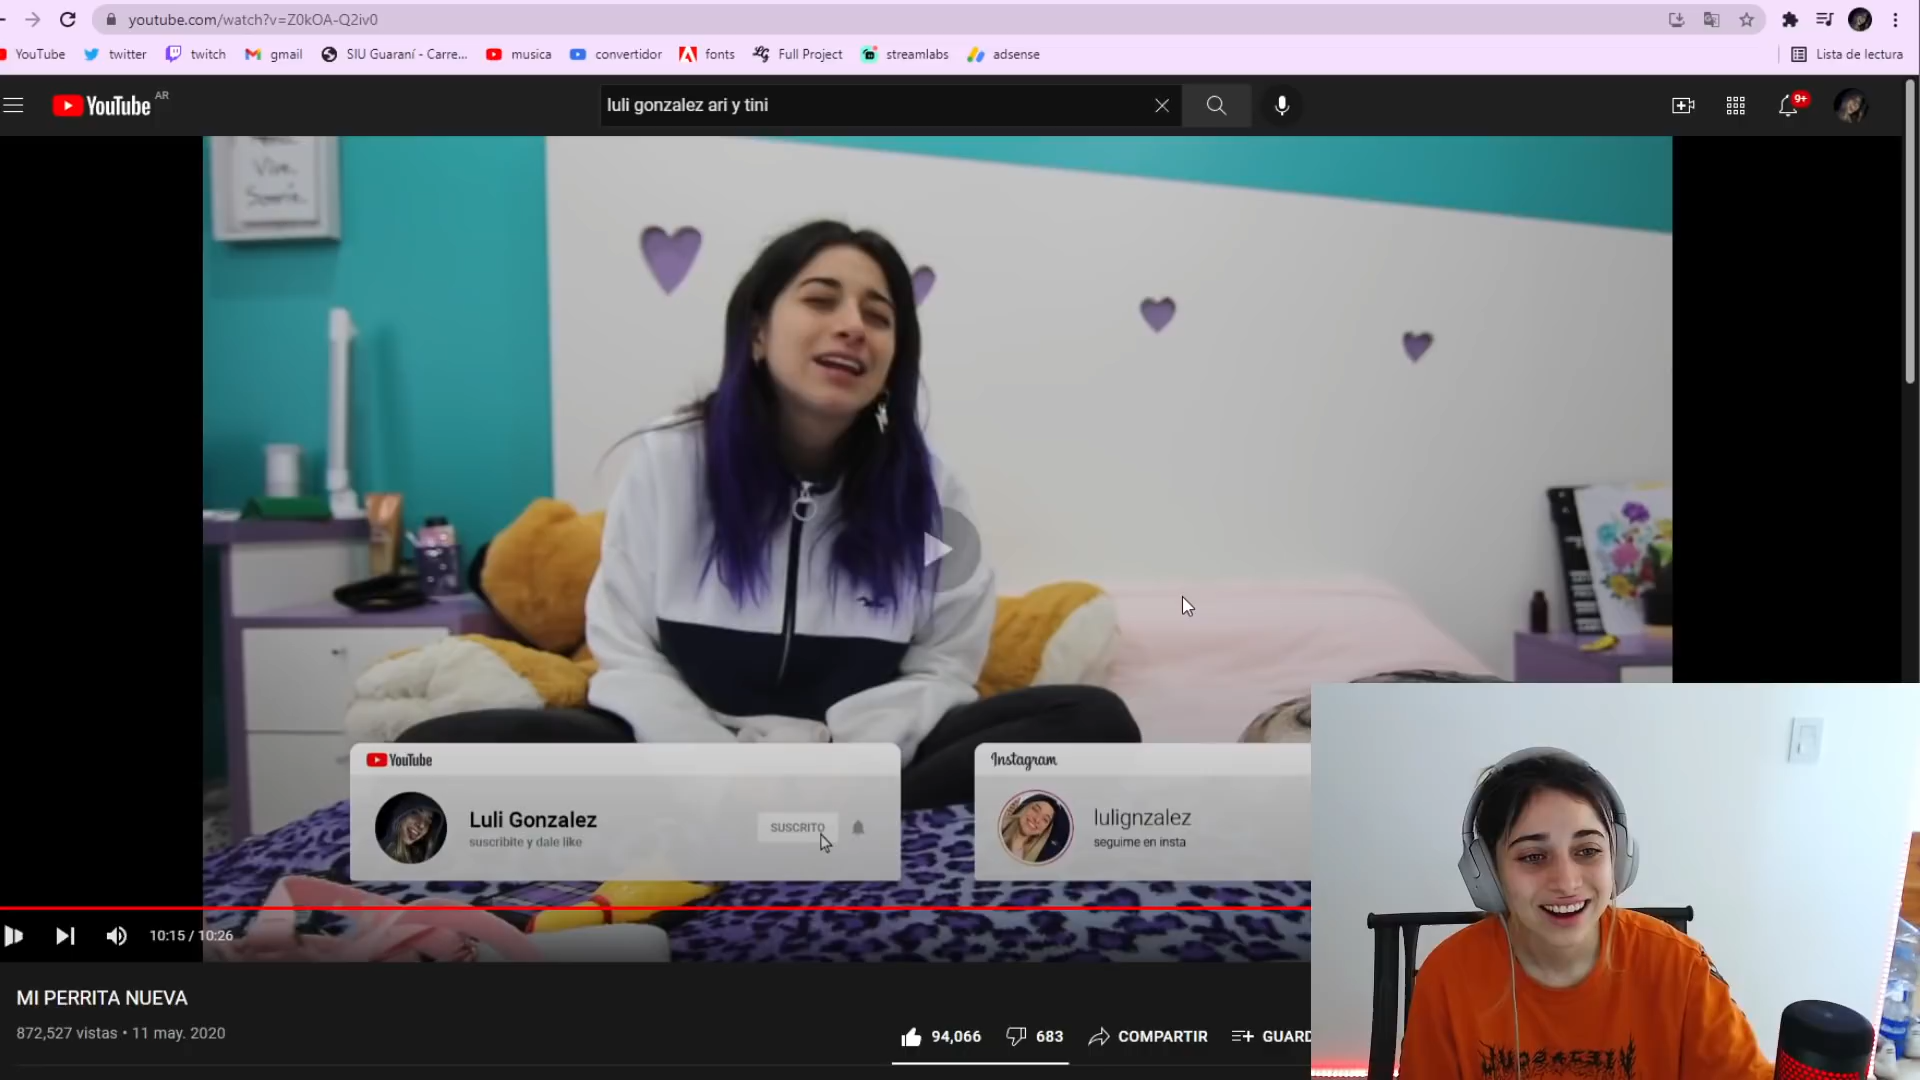 youtube.com/watch?v=Z0kOA-Q2iv0
YouTube twitter twitch gmail SIU Guaraní - Carre... musica convertidor fonts Full Project streamlabs adsense Lista de lectura
YouTube AR
luli gonzalez ari y tini
9+
Vive.
Sonríe.
YouTube
Luli Gonzalez
suscribite y dale like
SUSCRITO
Instagram
lulignzalez
seguime en insta
10:15 / 10:26
MI PERRITA NUEVA
872,527 vistas • 11 may. 2020
94,066 683 COMPARTIR GUARD